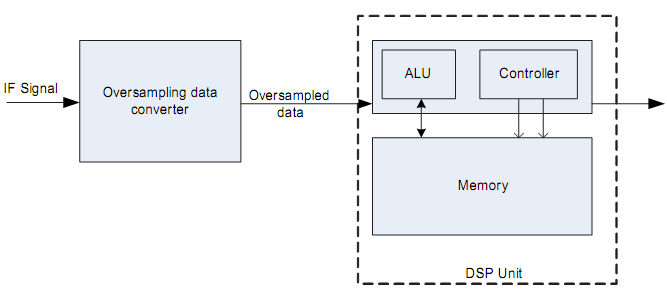 IF Signal
Oversampling data
converter
Oversampled
data
ALU
Controller
Memory
DSP Unit